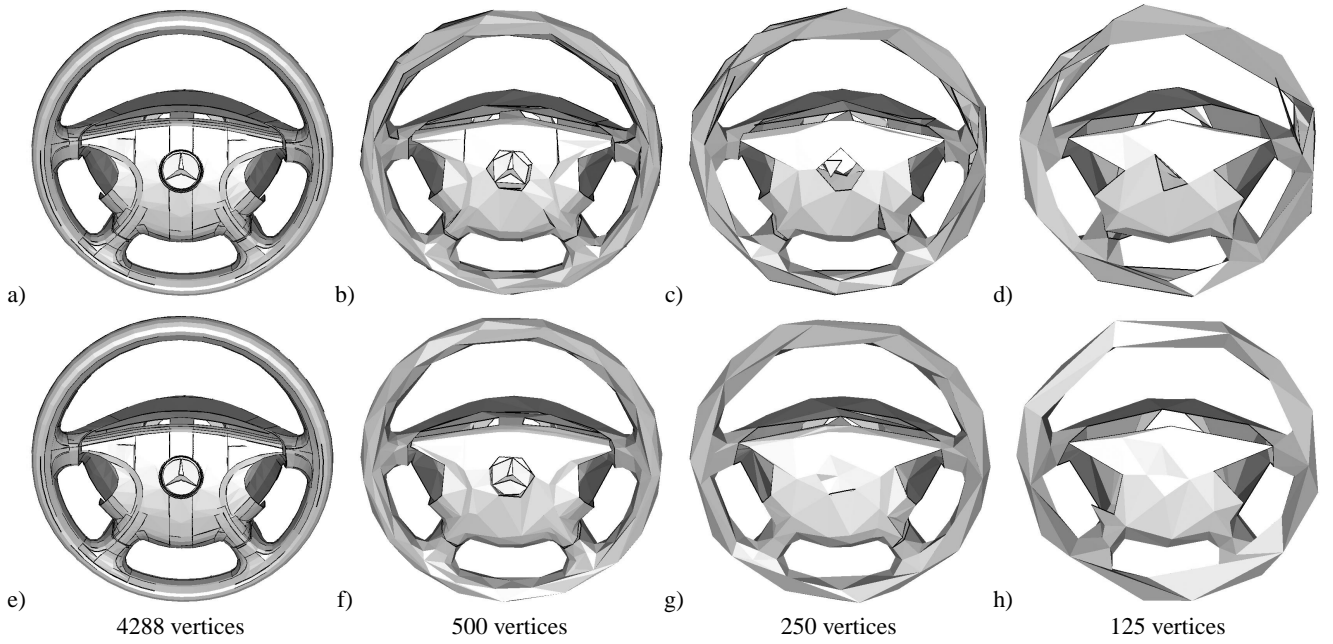 a)
b)
c)
d)
e)
f)
g)
h)
4288 vertices
500 vertices
250 vertices
125 vertices